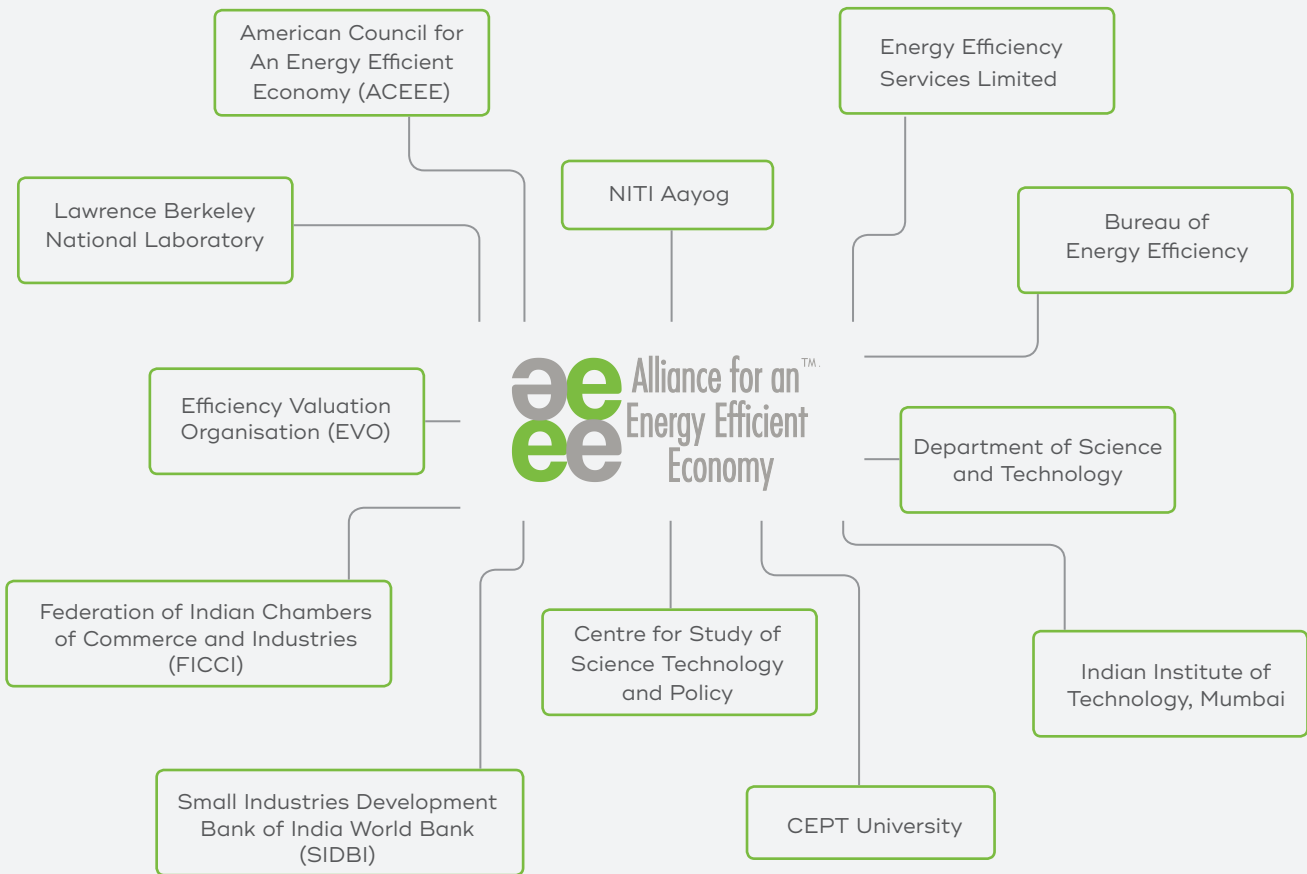 American Council for
An Energy Efficient
Economy (ACEEE)
Energy Efficiency
Services Limited
NITI Aayog
Lawrence Berkeley
National Laboratory
Bureau of
Energy Efficiency
aeee
Alliance for an™
Energy Efficient
Economy
Efficiency Valuation
Organisation (EVO)
Department of Science
and Technology
Federation of Indian Chambers
of Commerce and Industries
(FICCI)
Centre for Study of
Science Technology
and Policy
Indian Institute of
Technology, Mumbai
Small Industries Development
Bank of India World Bank
(SIDBI)
CEPT University